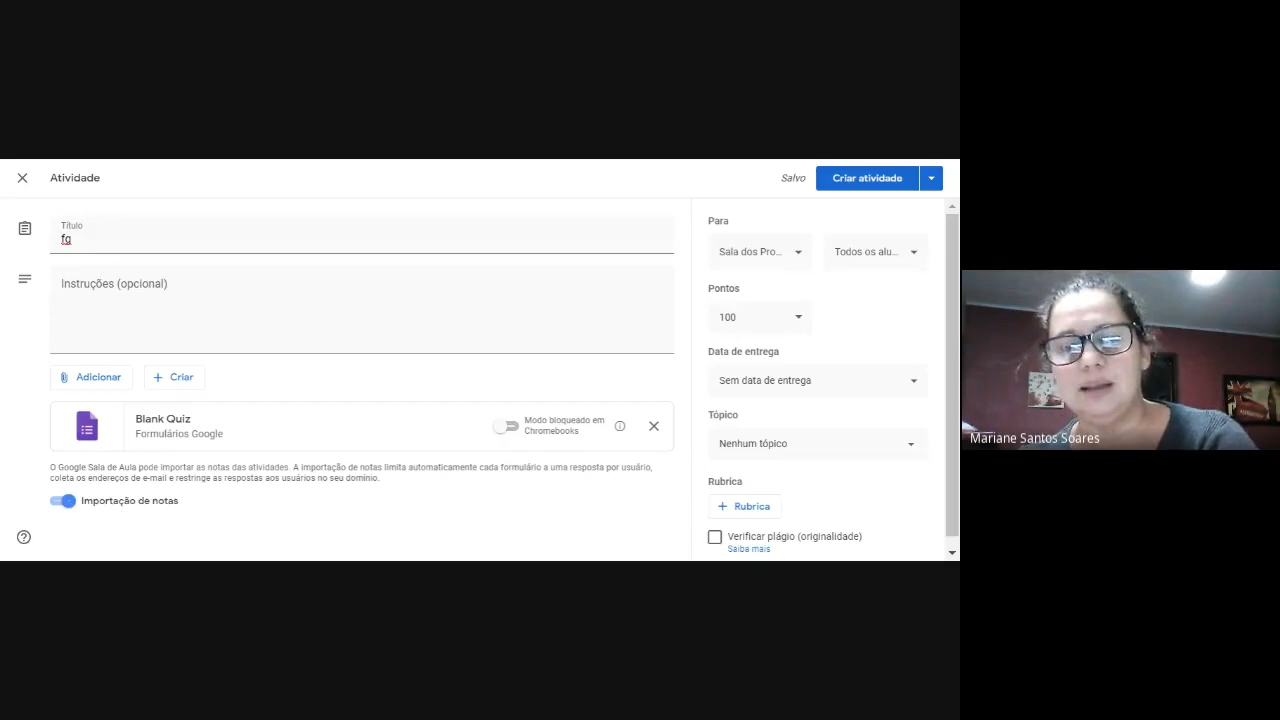 Atividade
Salvo
Criar atividade
Título
fg
Instruções (opcional)
Adicionar
+ Criar
Blank Quiz
Formulários Google
Modo bloqueado em
Chromebooks
O Google Sala de Aula pode importar as notas das atividades. A importação de notas limita automaticamente cada formulário a uma resposta por usuário,
coleta os endereços de e-mail e restringe as respostas aos usuários no seu domínio.
Importação de notas
Para
Sala dos Pro...
Todos os alu...
Pontos
100
Data de entrega
Sem data de entrega
Tópico
Nenhum tópico
Rubrica
+ Rubrica
Verificar plágio (originalidade)
Saiba mais
Mariane Santos Soares